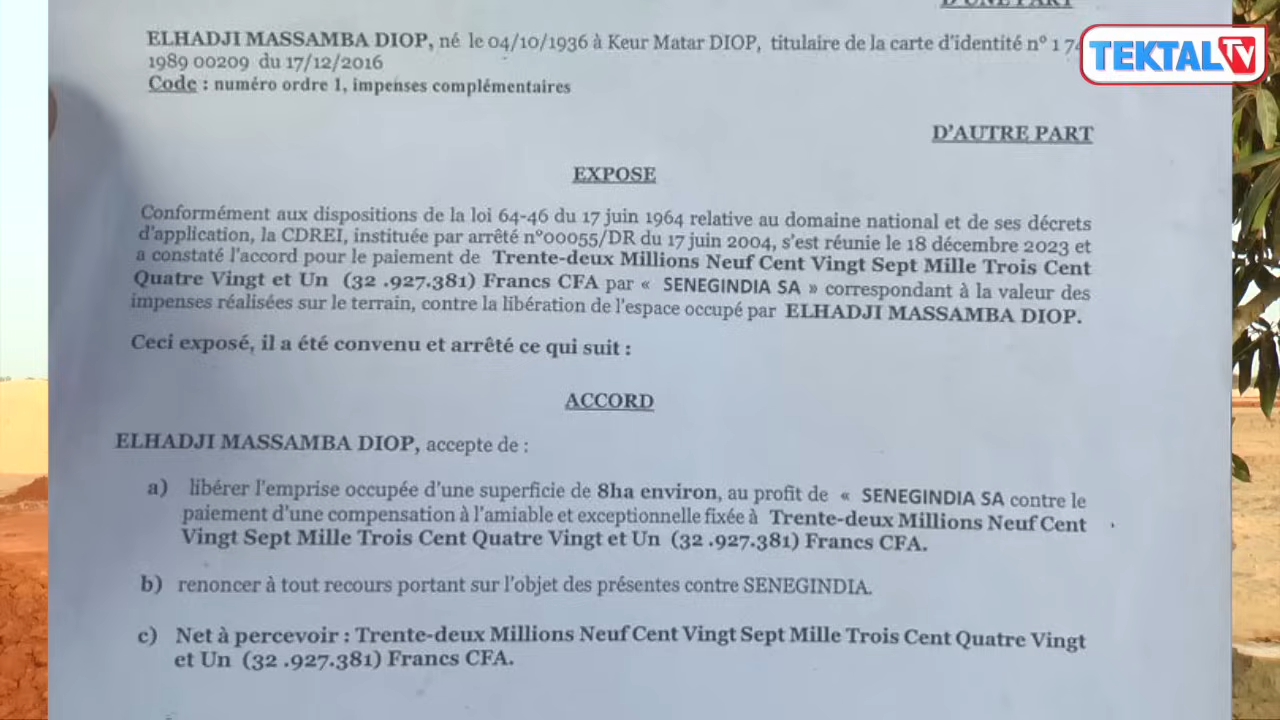 D'UNE PART
ELHADJI MASSAMBA DIOP, né le 04/10/1936 à Keur Matar DIOP, titulaire de la carte d'identité n° 1
TEKTAL TV
1989 00209 du 17/12/2016
Code : numéro ordre 1, impenses complémentaires
D'AUTRE PART
EXPOSE
Conformément aux dispositions de la loi 64-46 du 17 juin 1964 relative au domaine national et de ses décrets
d'application, la CDREI, instituée par arrêté n°00055/DR du 17 juin 2004, s'est réunie le 18 décembre 2023 et
a constaté l'accord pour le paiement de Trente-deux Millions Neuf Cent Vingt Sept Mille Trois Cent
Quatre Vingt et Un (32 .927.381) Francs CFA par « SENEGINDIA SA » correspondant à la valeur des
impenses réalisées sur le terrain, contre la libération de l'espace occupé par ELHADJI MASSAMBA DIOP.
Ceci exposé, il a été convenu et arrêté ce qui suit :
ACCORD
ELHADJI MASSAMBA DIOP, accepte de :
a) libérer l'emprise occupée d'une superficie de 8ha environ, au profit de « SENEGINDIA SA contre le
paiement d'une compensation à l'amiable et exceptionnelle fixée à Trente-deux Millions Neuf Cent
Vingt Sept Mille Trois Cent Quatre Vingt et Un (32 .927.381) Francs CFA.
b) renoncer à tout recours portant sur l'objet des présentes contre SENEGINDIA.
c) Net à percevoir : Trente-deux Millions Neuf Cent Vingt Sept Mille Trois Cent Quatre Vingt
et Un (32 .927.381) Francs CFA.